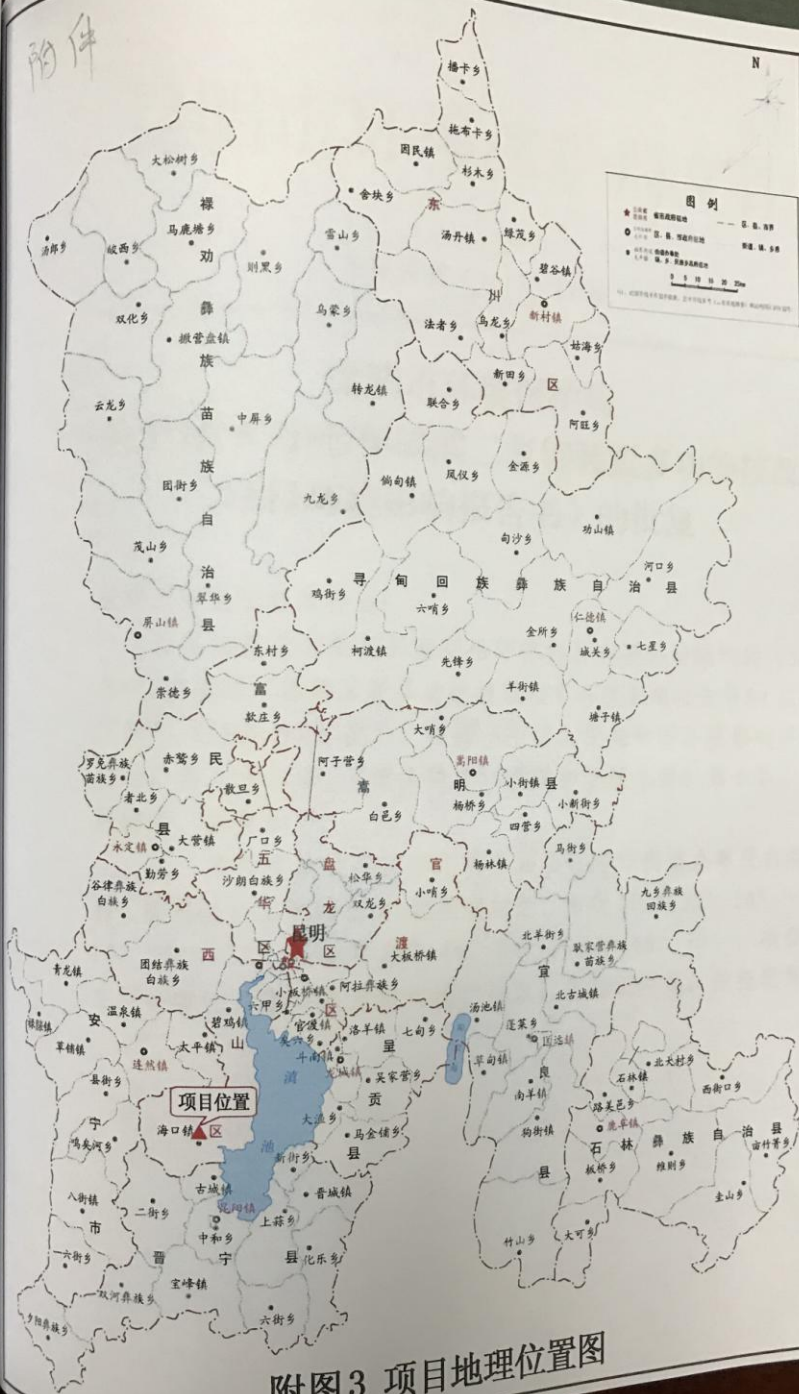 附件
N
播卡乡
拖布卡乡
因民镇
杉木乡
大松树乡
舍块乡
东
禄
马鹿塘乡
雪山乡
汤丹镇
绿茂乡
汤郎乡
皎西乡
劝
则黑乡
碧谷镇
川
图例
双化乡
彝
乌蒙乡
法者乡
乌龙乡
新村镇
撒营盘镇
姑海乡
族
新田乡
区
云龙乡
转龙镇
联合乡
苗
中屏乡
阿旺乡
族
倘甸镇
凤仪乡
金源乡
团街乡
九龙乡
自
甸沙乡
功山镇
茂山乡
治
河口乡
翠华乡
鸡街乡
寻甸回族彝族自治县
六哨乡
县
屏山镇
仁德镇
金所乡
城关乡
七星乡
东村乡
柯渡镇
先锋乡
崇德乡
富
羊街镇
款庄乡
塘子镇
大哨乡
罗免彝族
苗族乡
赤鹫乡
民
阿子营乡
嵩阳镇
嵩
明
小街镇
县
者北乡
散旦乡
杨桥乡
小新街乡
白邑乡
四营乡
县
永定镇
大营镇
厂口乡
马街乡
五
盘
官
杨林镇
勤劳乡
松华乡
谷律彝族
白族乡
沙朗白族乡
小哨乡
九乡彝族
回族乡
华
龙
双龙乡
昆明
北羊街乡
耿家营彝族
苗族乡
西
区
区
渡
大板桥镇
团结彝族
白族乡
宜
青龙镇
小板桥镇
阿拉彝族乡
北古城镇
安
温泉镇
六甲乡
区
汤池镇
碧鸡镇
官渡镇
洛羊镇
七甸乡
蓬莱乡
匡远镇
草铺镇
太平镇
山
呈
连然镇
斗南镇
龙城镇
草甸镇
良
石林镇
北大村乡
县街乡
滇
吴家营乡
西街口乡
项目位置
南羊镇
路美邑乡
宁
大渔乡
贡
鹿阜镇
海口镇
区
狗街镇
鸣矣河乡
池
马金铺乡
石林彝族自治县
新街乡
县
县
板桥乡
维则乡
亩竹箐乡
八街镇
古城镇
晋城镇
圭山乡
二街乡
昆阳镇
上蒜乡
市
中和乡
竹山乡
大可乡
六街乡
晋
宁
县
化乐乡
双河彝族乡
宝峰镇
夕阳彝族乡
六街乡
附图3 项目地理位置图